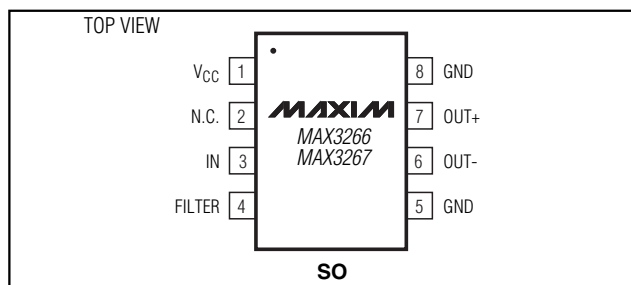 TOP VIEW
VCC 1
8 GND
N.C. 2
MAXIM
7 OUT+
MAX3266
MAX3267
IN 3
6 OUT-
FILTER 4
5 GND
SO